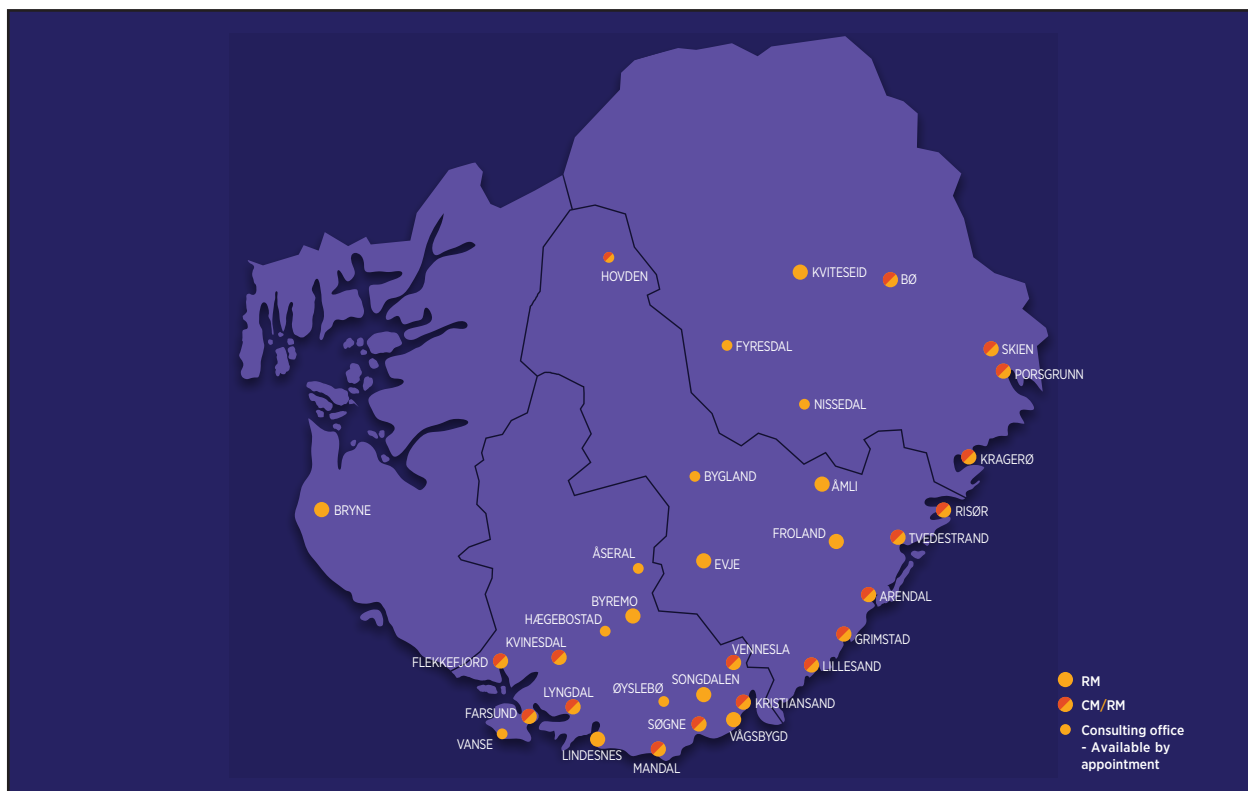 HOVDEN
KVITESEID
BØ
FYRESDAL
SKIEN
PORSGRUNN
NISSEDAL
KRAGERØ
BYGLAND
ÅMLI
BRYNE
RISØR
FROLAND
TVEDESTRAND
ÅSERAL
EVJE
ARENDAL
BYREMO
HÆGEBOSTAD
GRIMSTAD
KVINESDAL
VENNESLA
FLEKKEFJORD
LILLESAND
SONGDALEN
RM
ØYSLEBØ
LYNGDAL
KRISTIANSAND
CM/RM
FARSUND
SØGNE
VÅGSBYGD
Consulting office
- Available by
appointment
VANSE
LINDESNES
MANDAL